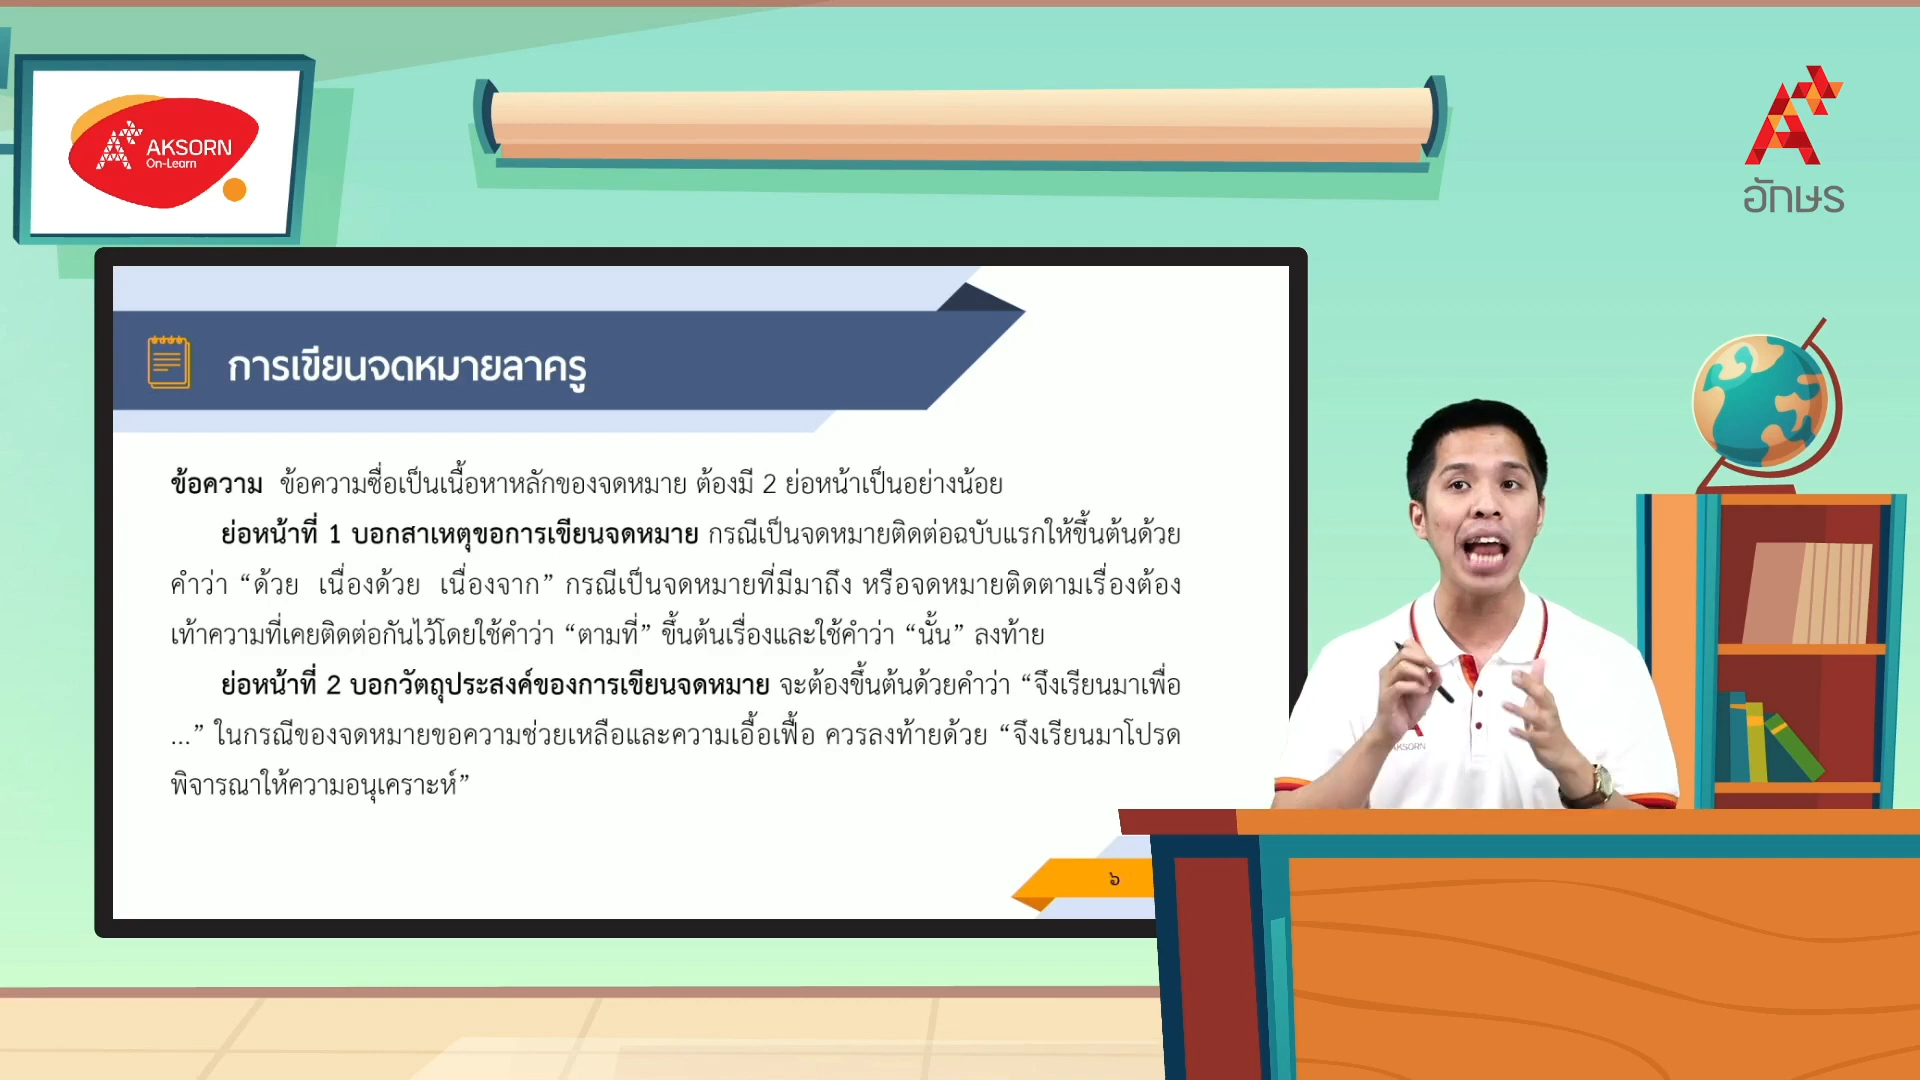 AKSORN
On-Learn
อักษร
การเขียนจดหมายลาครู
ข้อความ ข้อความซื่อเป็นเนื้อหาหลักของจดหมาย ต้องมี 2 ย่อหน้าเป็นอย่างน้อย
ย่อหน้าที่ 1 บอกสาเหตุขอการเขียนจดหมาย กรณีเป็นจดหมายติดต่อฉบับแรกให้ขึ้นต้นด้วย
คำว่า “ด้วย เนื่องด้วย เนื่องจาก” กรณีเป็นจดหมายที่มีมาถึง หรือจดหมายติดตามเรื่องต้อง
เท้าความที่เคยติดต่อกันไว้โดยใช้คำว่า “ตามที่” ขึ้นต้นเรื่องและใช้คำว่า “นั้น” ลงท้าย
ย่อหน้าที่ 2 บอกวัตถุประสงค์ของการเขียนจดหมาย จะต้องขึ้นต้นด้วยคำว่า “จึงเรียนมาเพื่อ
...” ในกรณีของจดหมายขอความช่วยเหลือและความเอื้อเฟื้อ ควรลงท้ายด้วย “จึงเรียนมาโปรด
พิจารณาให้ความอนุเคราะห์”
๖
AKSORN